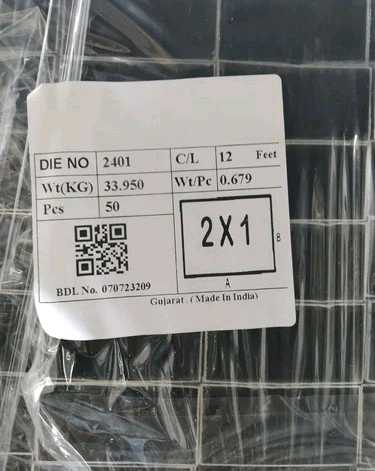 DIE NO 2401 C/L 12 Feet
Wt(KG) 33.950 Wt/Pc 0.679
Pcs 50
2X1
B
A
BDL No. 070723209
Gujarat . ( Made In India)